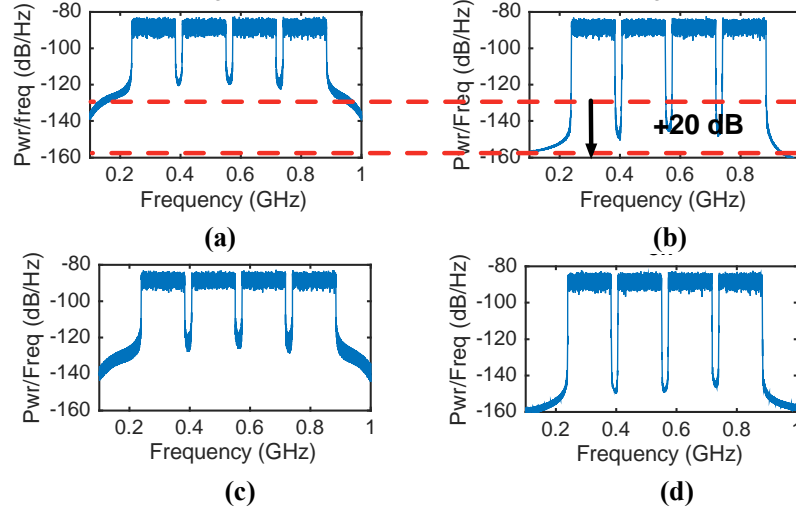 -80
-100
-120
-140
-160
Pwr/freq (dB/Hz)
0.2 0.4 0.6 0.8 1
Frequency (GHz)
(a)
-80
-100
-120
-140
-160
Pwr/Freq (dB/Hz)
+20 dB
0.2 0.4 0.6 0.8
Frequency (GHz)
(b)
-80
-100
-120
-140
-160
Pwr/Freq (dB/Hz)
0.2 0.4 0.6 0.8 1
Frequency (GHz)
(c)
-80
-100
-120
-140
-160
Pwr/Freq (dB/Hz)
0.2 0.4 0.6 0.8 1
Frequency (GHz)
(d)